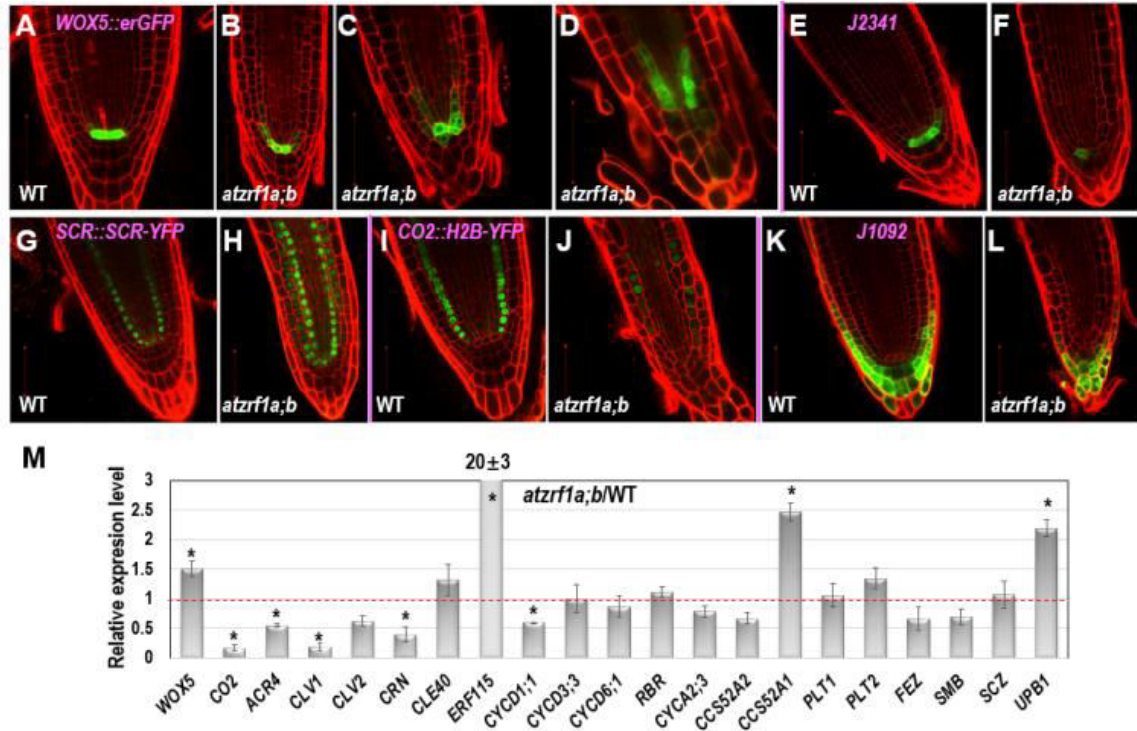 A WOX5::erGFP B C D E J2341 F
WT atzrf1a;b atzrf1a;b atzrf1a;b WT atzrf1a;b
G SCR::SCR-YFP H I CO2::H2B-YFP J K J1092 L
WT atzrf1a;b WT atzrf1a;b WT atzrf1a;b
M
20±3
atzrf1a;b/WT
Relative expresion level
3
2.5
2
1.5
1
0.5
0
* * * * * * * * *
WOX5 CO2 ACR4 CLV1 CLV2 CRN CLE40 ERF115 CYCD1;1 CYCD3;3 CYCD6;1 RBR CYCA2;3 CCS52A2 CCS52A1 PLT1 PLT2 FEZ SMB SCZ UPB1